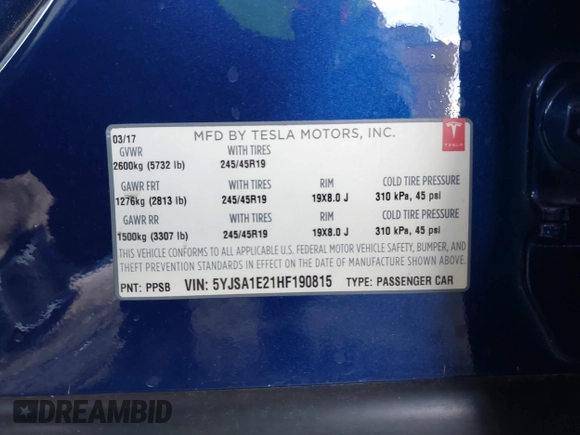 03/17 MFD BY TESLA MOTORS, INC.
TESLA
GVWR WITH TIRES
2600kg (5732 lb) 245/45R19
GAWR FRT WITH TIRES RIM COLD TIRE PRESSURE
1276kg (2813 lb) 245/45R19 19X8.0 J 310 kPa, 45 psi
GAWR RR WITH TIRES RIM COLD TIRE PRESSURE
1500kg (3307 lb) 245/45R19 19X8.0 J 310 kPa, 45 psi
THIS VEHICLE CONFORMS TO ALL APPLICABLE U.S. FEDERAL MOTOR VEHICLE SAFETY, BUMPER, AND
THEFT PREVENTION STANDARDS IN EFFECT ON THE DATE OF MANUFACTURE SHOWN ABOVE.
PNT: PPSB VIN: 5YJSA1E21HF190815 TYPE: PASSENGER CAR
DREAMBID